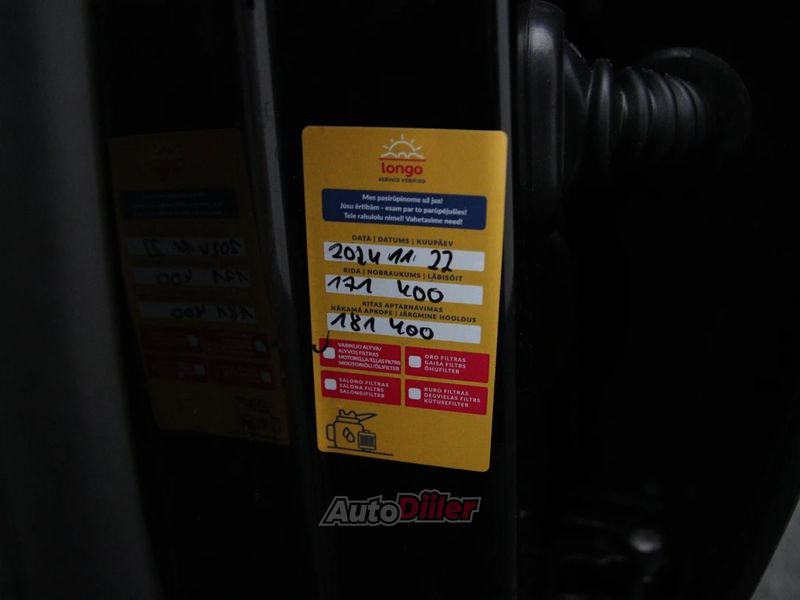 longo
SERVICE VERIFIED
Mes pasirūpinome už jus!
Jūsu ērtībām - esam par to parūpējušies!
Teie rahulolu nimel! Vahetasime need!
DATA | DATUMS | KUUPÄEV
2024 11 22
RIDA | NOBRAUKUMS | LÄBISÕIT
171 400
KITAS APTARNAVIMAS
NĀKAMĀ APKOPE | JÄRGMINE HOOLDUS
181 400
VARIKLIO ALYVA/
ALYVOS FILTRAS
MOTOREĻĻA/EĻĻAS FILTRS
MOOTORIÕLI/ÕLIFILTER
ORO FILTRAS
GAISA FILTRS
ÕHUFILTER
SALONO FILTRAS
SALONA FILTRS
SALONGIFILTER
KURO FILTRAS
DEGVIELAS FILTRS
KÜTUSEFILTER
AutoDiiler